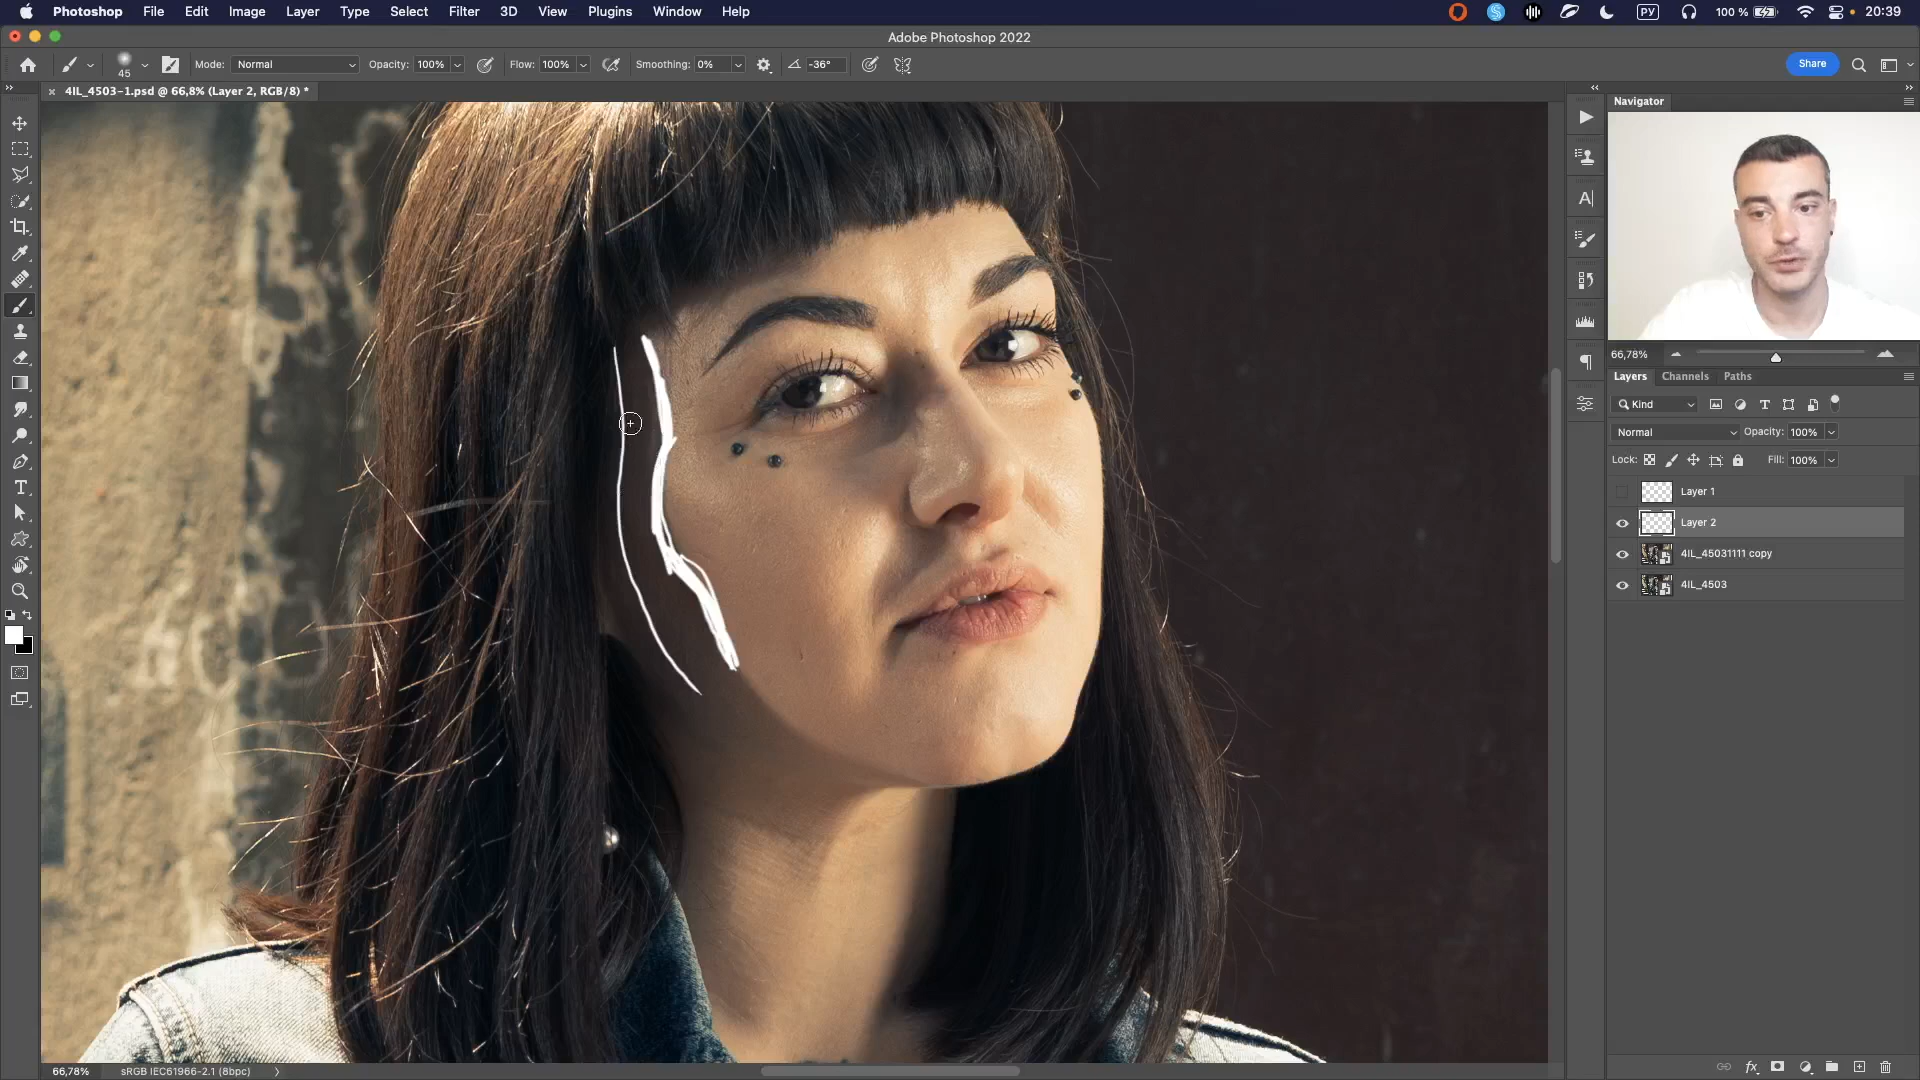 Photoshop File Edit Image Layer Type Select Filter 3D View Plugins Window Help РУ 100 % 20:39
Adobe Photoshop 2022
45 Mode: Normal Opacity: 100% Flow: 100% Smoothing: 0% -36° Share
4IL_4503-1.psd @ 66,8% (Layer 2, RGB/8) *
Navigator
66,78%
Layers Channels Paths
Kind
Normal Opacity: 100%
Lock: Fill: 100%
Layer 1
Layer 2
4IL_45031111 copy
4IL_4503
66,78% sRGB IEC61966-2.1 (8bpc)